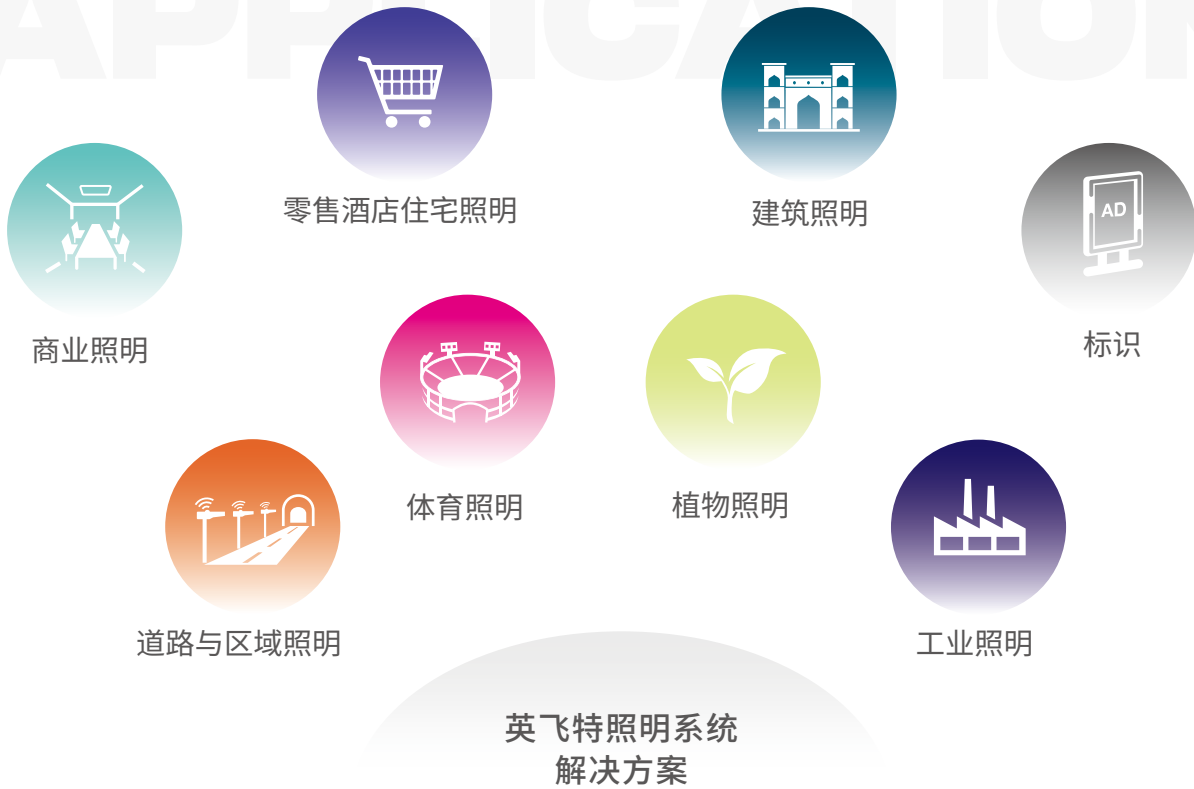 APPLICATION
零售酒店住宅照明
建筑照明
AD
商业照明
标识
体育照明
植物照明
道路与区域照明
工业照明
英飞特照明系统
解决方案